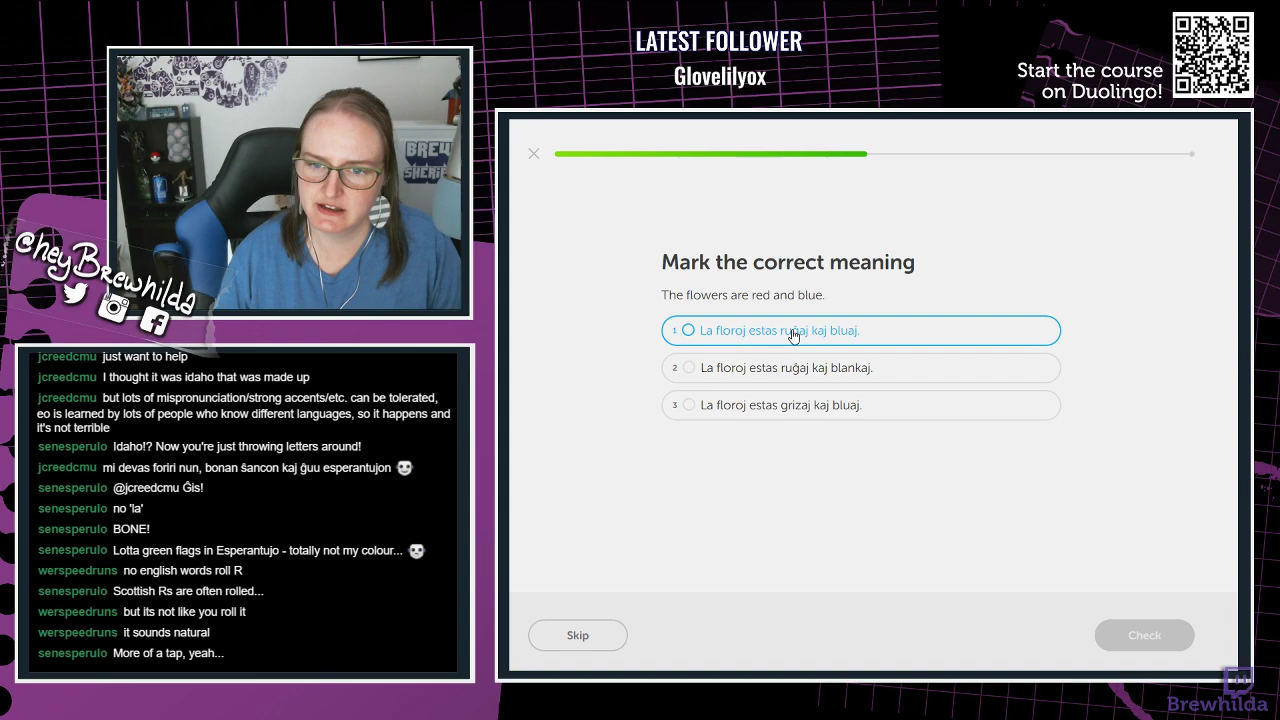 LATEST FOLLOWER
Glovelilyox
Start the course
on Duolingo!
BREW
SHERIF
@heyBrewhilda
jcreedcmu just want to help
jcreedcmu I thought it was idaho that was made up
jcreedcmu but lots of mispronunciation/strong accents/etc. can be tolerated,
eo is learned by lots of people who know different languages, so it happens and
it's not terrible
senesperulo Idaho!? Now you're just throwing letters around!
jcreedcmu mi devas foriri nun, bonan ŝancon kaj ĝuu esperantujon
senesperulo @jcreedcmu Ĝis!
senesperulo no 'la'
senesperulo BONE!
senesperulo Lotta green flags in Esperantujo - totally not my colour...
werspeedruns no english words roll R
senesperulo Scottish Rs are often rolled...
werspeedruns but its not like you roll it
werspeedruns it sounds natural
senesperulo More of a tap, yeah...
Mark the correct meaning
The flowers are red and blue.
1 La floroj estas ruĝaj kaj bluaj.
2 La floroj estas ruĝaj kaj blankaj.
3 La floroj estas grizaj kaj bluaj.
Skip
Check
Brewhilda